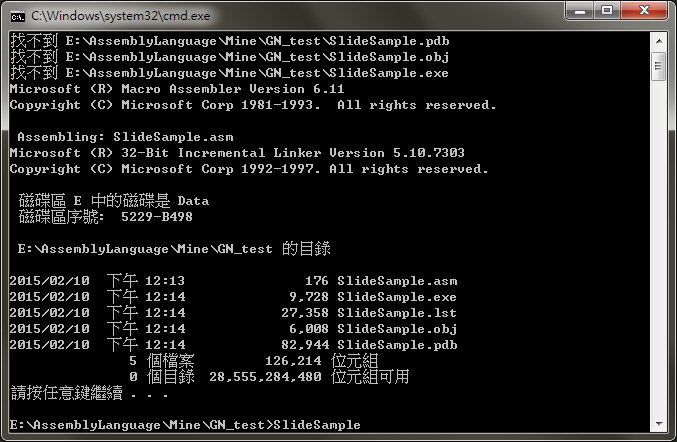 C:\Windows\system32\cmd.exe
找不到 E:\AssemblyLanguage\Mine\GN_test\SlideSample.pdb
找不到 E:\AssemblyLanguage\Mine\GN_test\SlideSample.obj
找不到 E:\AssemblyLanguage\Mine\GN_test\SlideSample.exe
Microsoft (R) Macro Assembler Version 6.11
Copyright (C) Microsoft Corp 1981-1993.  All rights reserved.
 Assembling: SlideSample.asm
Microsoft (R) 32-Bit Incremental Linker Version 5.10.7303
Copyright (C) Microsoft Corp 1992-1997. All rights reserved.
 磁碟區 E 中的磁碟是 Data
 磁碟區序號:  5229-B498
 E:\AssemblyLanguage\Mine\GN_test 的目錄
2015/02/10  下午 12:13               176 SlideSample.asm
2015/02/10  下午 12:14             9,728 SlideSample.exe
2015/02/10  下午 12:14            27,358 SlideSample.lst
2015/02/10  下午 12:14             6,008 SlideSample.obj
2015/02/10  下午 12:14            82,944 SlideSample.pdb
               5 個檔案         126,214 位元組
               0 個目錄  28,555,284,480 位元組可用
請按任意鍵繼續 . . .
E:\AssemblyLanguage\Mine\GN_test>SlideSample